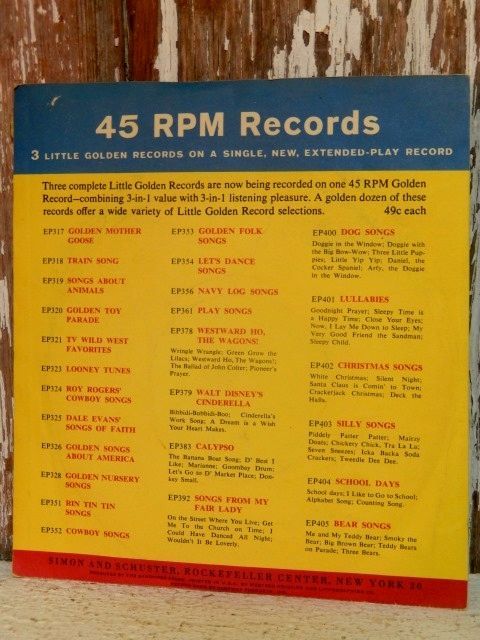 45 RPM Records
3 LITTLE GOLDEN RECORDS ON A SINGLE, NEW, EXTENDED-PLAY RECORD
Three complete Little Golden Records are now being recorded on one 45 RPM Golden
Record—combining 3-in-1 value with 3-in-1 listening pleasure. A golden dozen of these
records offer a wide variety of Little Golden Record selections. 49c each
EP317 GOLDEN MOTHER
GOOSE
EP318 TRAIN SONG
EP319 SONGS ABOUT
ANIMALS
EP320 GOLDEN TOY
PARADE
EP321 TV WILD WEST
FAVORITES
EP323 LOONEY TUNES
EP324 ROY ROGERS'
COWBOY SONGS
EP325 DALE EVANS'
SONGS OF FAITH
EP326 GOLDEN SONGS
ABOUT AMERICA
EP328 GOLDEN NURSERY
SONGS
EP351 RIN TIN TIN
SONGS
EP352 COWBOY SONGS
EP353 GOLDEN FOLK
SONGS
EP354 LET'S DANCE
SONGS
EP356 NAVY LOG SONGS
EP361 PLAY SONGS
EP378 WESTWARD HO,
THE WAGONS!
Wringle Wrangle; Green Grow the
Lilacs; Westward Ho, The Wagons!;
The Ballad of John Colter; Pioneer's
Prayer.
EP379 WALT DISNEY'S
CINDERELLA
Bibbidi-Bobbidi-Boo; Cinderella's
Work Song; A Dream is a Wish
Your Heart Makes.
EP383 CALYPSO
The Banana Boat Song; D' Best I
Like; Marianne; Goombay Drum;
Let's Go to D' Market Place; Don-
key Small.
EP392 SONGS FROM MY
FAIR LADY
On the Street Where You Live; Get
Me To the Church on Time; I
Could Have Danced All Night;
Wouldn't It Be Loverly.
EP400 DOG SONGS
Doggie in the Window; Doggie with
the Big Bow-Wow; Three Little Pup-
pies; Little Yip Yip; Daniel, the
Cocker Spaniel; Arty, the Doggie
in the Window.
EP401 LULLABIES
Goodnight Prayer; Sleepy Time is
a Happy Time; Close Your Eyes;
Now, I Lay Me Down to Sleep; My
Very Good Friend the Sandman;
Sleepy Child.
EP402 CHRISTMAS SONGS
White Christmas; Silent Night;
Santa Claus is Comin' to Town;
Crackerjack Christmas; Deck the
Halls.
EP403 SILLY SONGS
Piddely Patter Patter; Mairzy
Doats; Chickery Chick, Tra La La;
Seven Sneezes; Icka Backa Soda
Crackers; Tweedle Dee Dee.
EP404 SCHOOL DAYS
School days; I Like to Go to School;
Alphabet Song; Counting Song.
EP405 BEAR SONGS
Me and My Teddy Bear; Smoky the
Bear; Big Brown Bear; Teddy Bears
on Parade; Three Bears.
SIMON AND SCHUSTER, ROCKEFELLER CENTER, NEW YORK 20